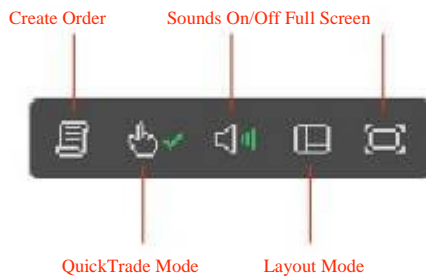 Create Order
Sounds On/Off Full Screen
QuickTrade Mode
Layout Mode